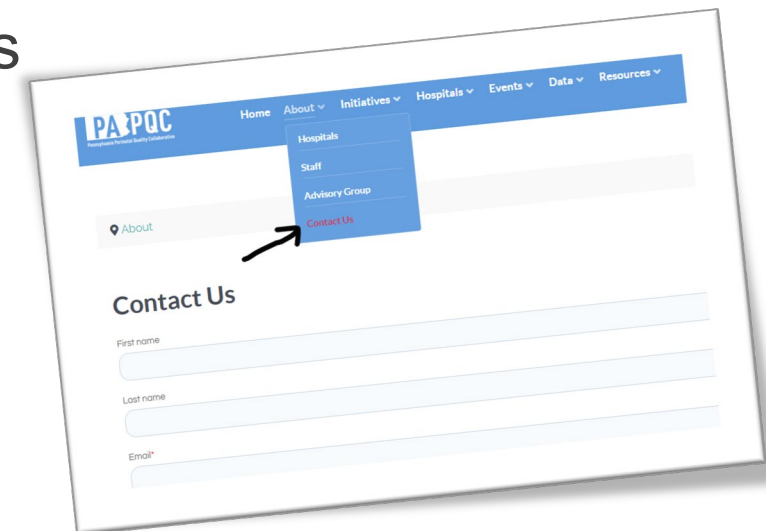 s
PA PQC
Pennsylvania Perinatal Quality Collaborative
Home About Initiatives Hospitals Events Data Resources
Hospitals
Staff
Advisory Group
Contact Us
About
Contact Us
First name
Last name
Email*